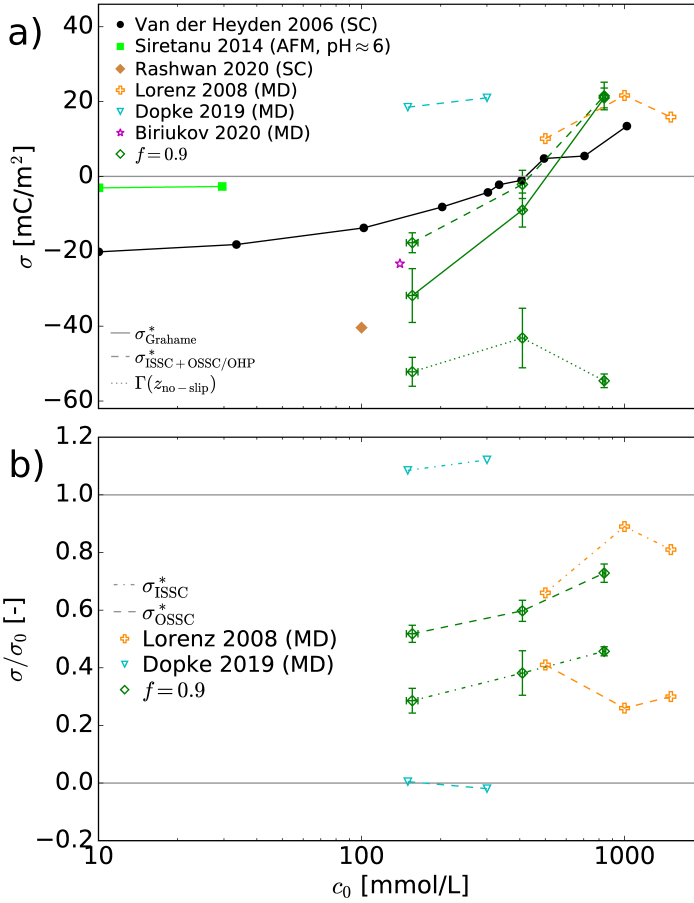 a)
40
20
0
−20
−40
−60
σ [mC/m²]
Van der Heyden 2006 (SC)
Siretanu 2014 (AFM, pH ≈ 6)
Rashwan 2020 (SC)
Lorenz 2008 (MD)
Dopke 2019 (MD)
Biriukov 2020 (MD)
f = 0.9
σ*Grahame
σ*ISSC+OSSC/OHP
Γ(zno−slip)
b)
1.2
1.0
0.8
0.6
0.4
0.2
0.0
−0.2
σ/σ₀ [-]
σ*ISSC
σ*OSSC
Lorenz 2008 (MD)
Dopke 2019 (MD)
f = 0.9
10
100
1000
c₀ [mmol/L]